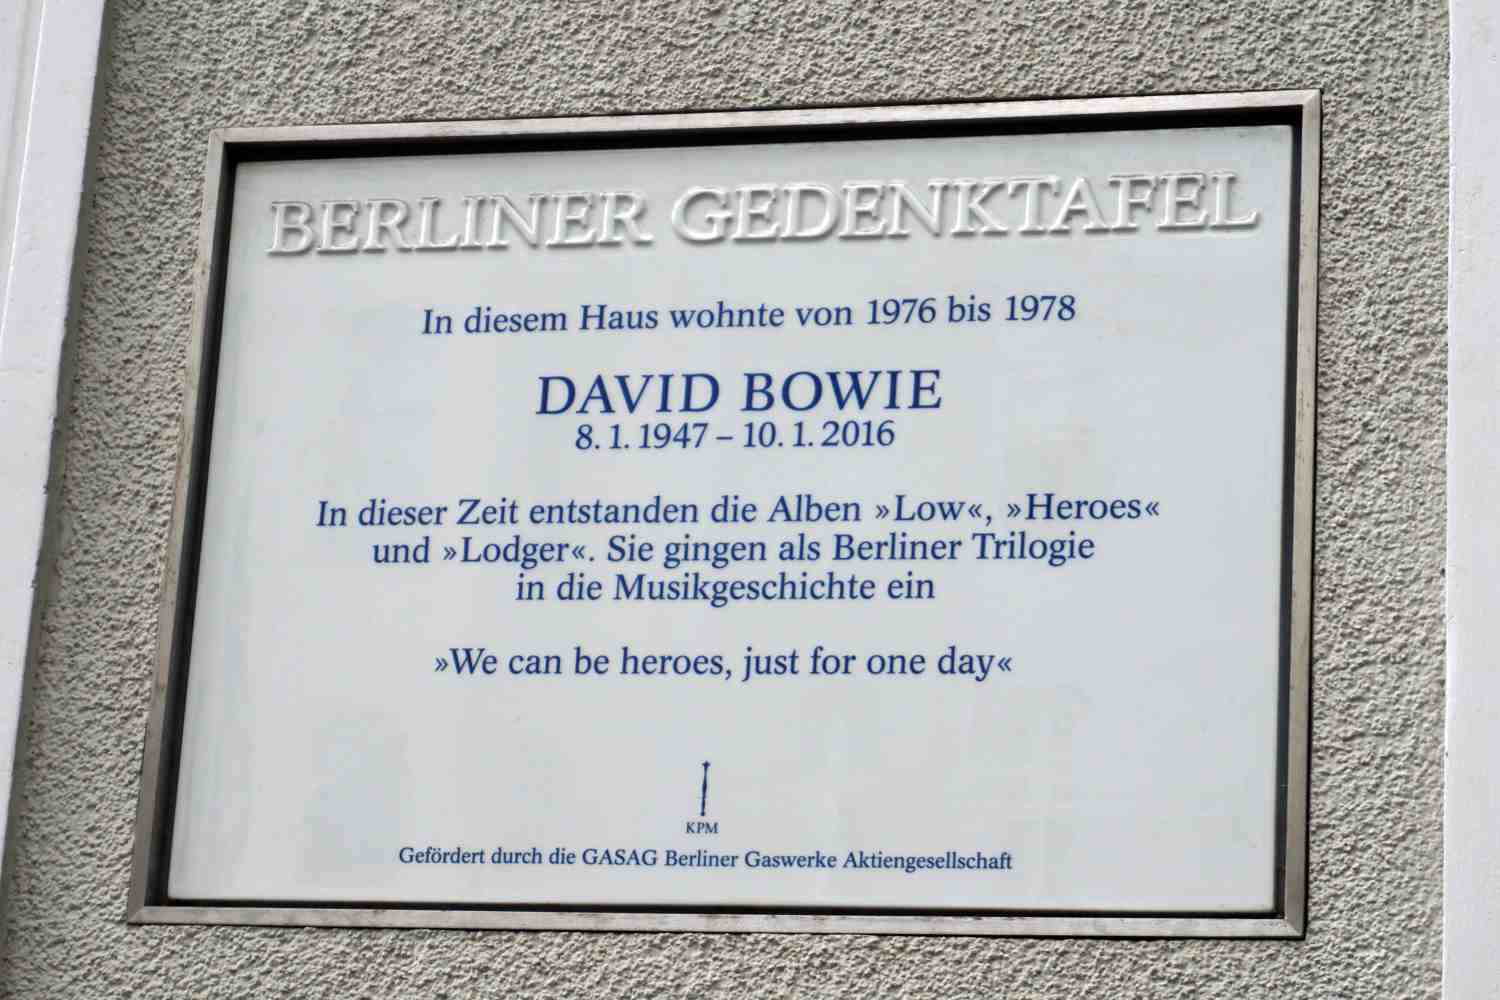 BERLINER GEDENKTAFEL
In diesem Haus wohnte von 1976 bis 1978
DAVID BOWIE
8. 1. 1947 – 10. 1. 2016
In dieser Zeit entstanden die Alben »Low«, »Heroes«
und »Lodger«. Sie gingen als Berliner Trilogie
in die Musikgeschichte ein
»We can be heroes, just for one day«
KPM
Gefördert durch die GASAG Berliner Gaswerke Aktiengesellschaft